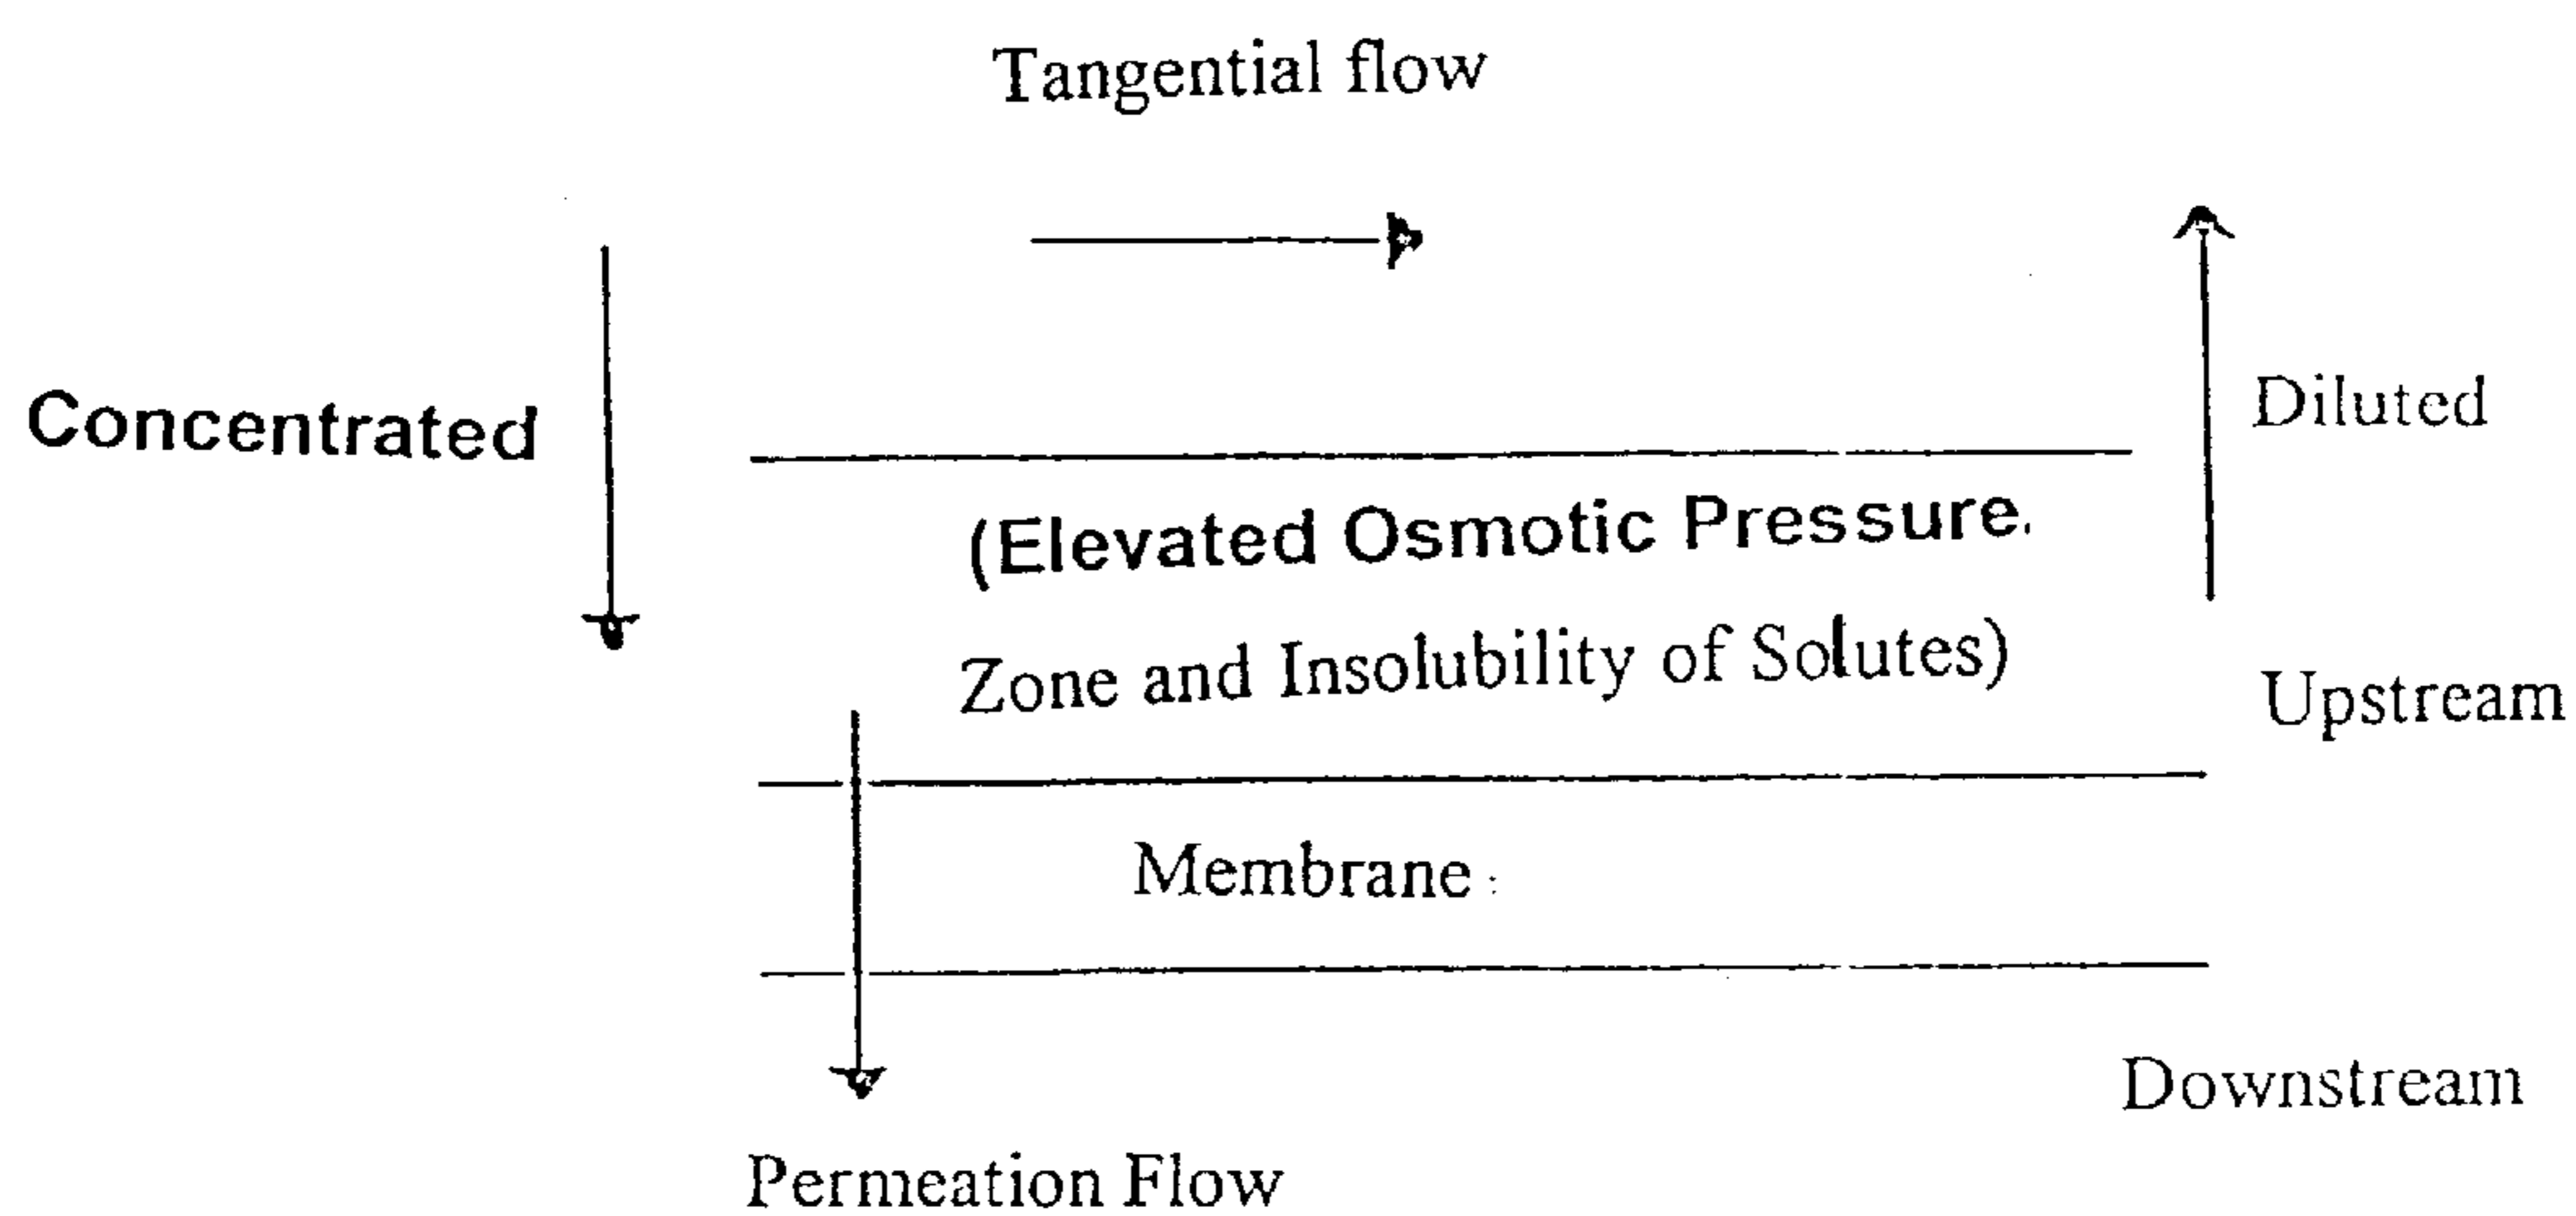 Tangential flow
Concentrated
Diluted
(Elevated Osmotic Pressure.
Zone and Insolubility of Solutes)
Upstream
Membrane
Downstream
Permeation Flow